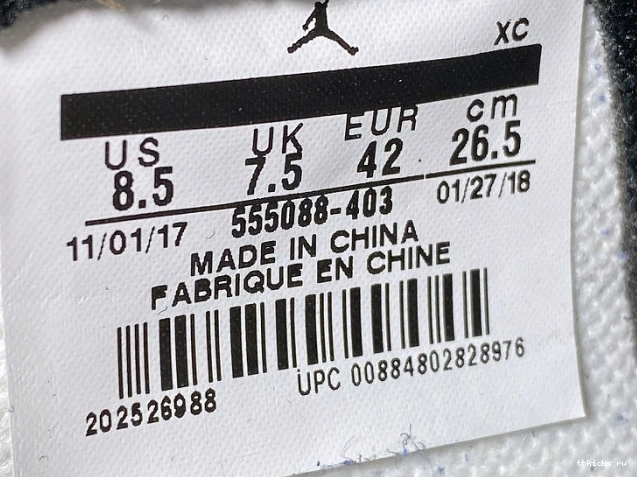 XC
US UK EUR cm
8.5 7.5 42 26.5
11/01/17 555088-403 01/27/18
MADE IN CHINA
FABRIQUE EN CHINE
202526988 UPC 00884802828976
ttkicks ru